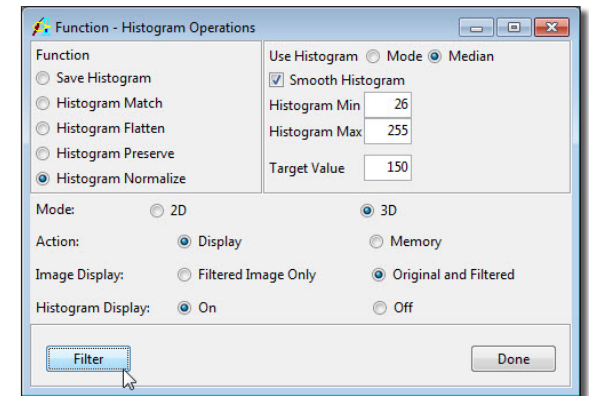 Function - Histogram Operations
Function
Save Histogram
Histogram Match
Histogram Flatten
Histogram Preserve
Histogram Normalize
Use Histogram Mode Median
Smooth Histogram
Histogram Min 26
Histogram Max 255
Target Value 150
Mode: 2D 3D
Action: Display Memory
Image Display: Filtered Image Only Original and Filtered
Histogram Display: On Off
Filter Done